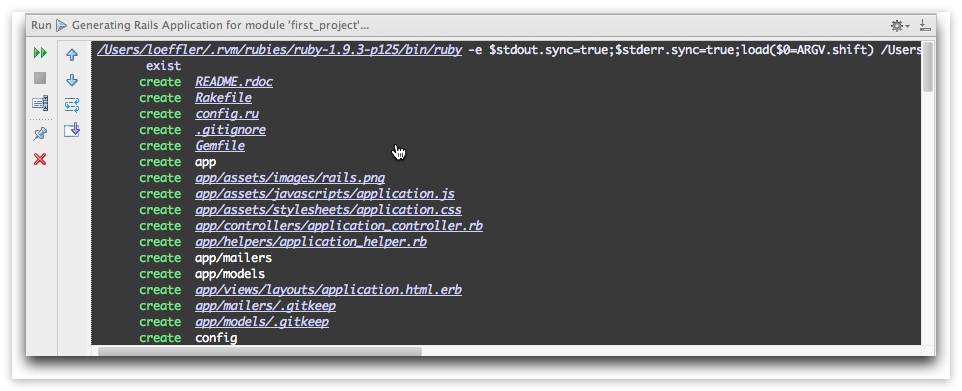 Run Generating Rails Application for module 'first_project'...
/Users/loeffler/.rvm/rubies/ruby-1.9.3-p125/bin/ruby -e $stdout.sync=true;$stderr.sync=true;load($0=ARGV.shift) /Users
exist
create README.rdoc
create Rakefile
create config.ru
create .gitignore
create Gemfile
create app
create app/assets/images/rails.png
create app/assets/javascripts/application.js
create app/assets/stylesheets/application.css
create app/controllers/application_controller.rb
create app/helpers/application_helper.rb
create app/mailers
create app/models
create app/views/layouts/application.html.erb
create app/mailers/.gitkeep
create app/models/.gitkeep
create config